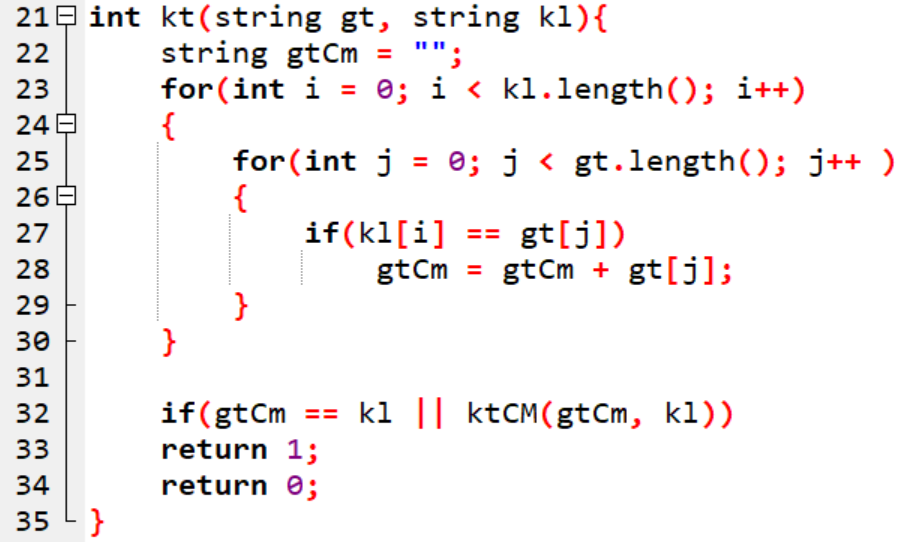 21 int kt(string gt, string kl){
22 string gtCm = "";
23 for(int i = 0; i < kl.length(); i++)
24 {
25 for(int j = 0; j < gt.length(); j++ )
26 {
27 if(kl[i] == gt[j])
28 gtCm = gtCm + gt[j];
29 }
30 }
31
32 if(gtCm == kl || ktCM(gtCm, kl))
33 return 1;
34 return 0;
35 }